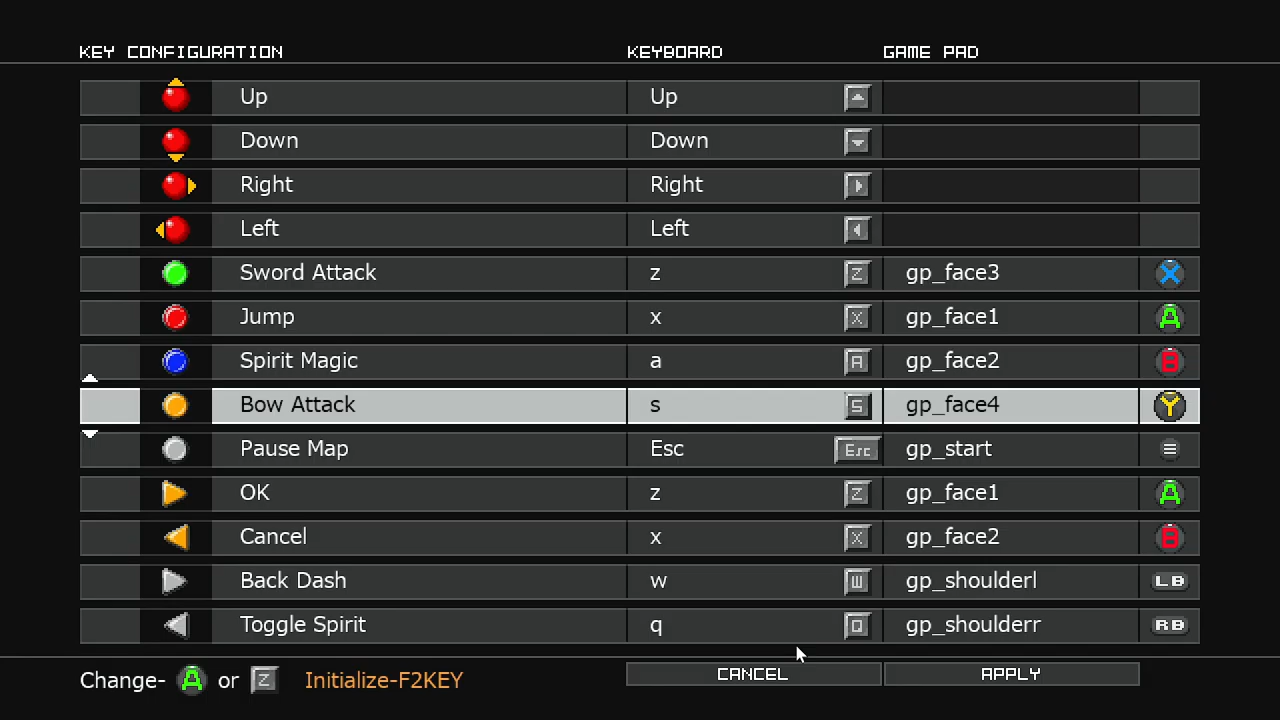 KEY CONFIGURATION KEYBOARD GAME PAD
Up Up
Down Down
Right Right
Left Left
Sword Attack z Z gp_face3 X
Jump x X gp_face1 A
Spirit Magic a A gp_face2 B
Bow Attack s S gp_face4 Y
Pause Map Esc Esc gp_start
OK z Z gp_face1 A
Cancel x X gp_face2 B
Back Dash w W gp_shoulderl LB
Toggle Spirit q Q gp_shoulderr RB
Change- A or Z Initialize-F2KEY CANCEL APPLY